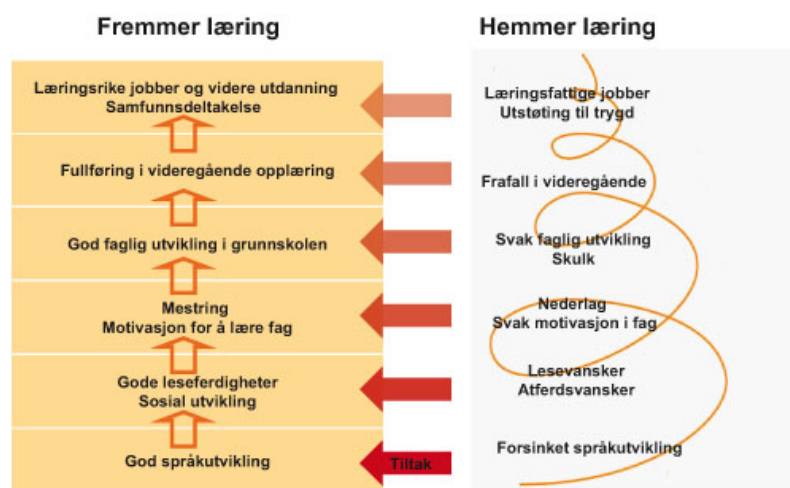 Fremmer læring
Læringsrike jobber og videre utdanning
Samfunnsdeltakelse
Fullføring i videregående opplæring
God faglig utvikling i grunnskolen
Mestring
Motivasjon for å lære fag
Gode leseferdigheter
Sosial utvikling
God språkutvikling
Tiltak
Hemmer læring
Læringsfattige jobber
Utstøting til trygd
Frafall i videregående
Svak faglig utvikling
Skulk
Nederlag
Svak motivasjon i fag
Lesevansker
Atferdsvansker
Forsinket språkutvikling